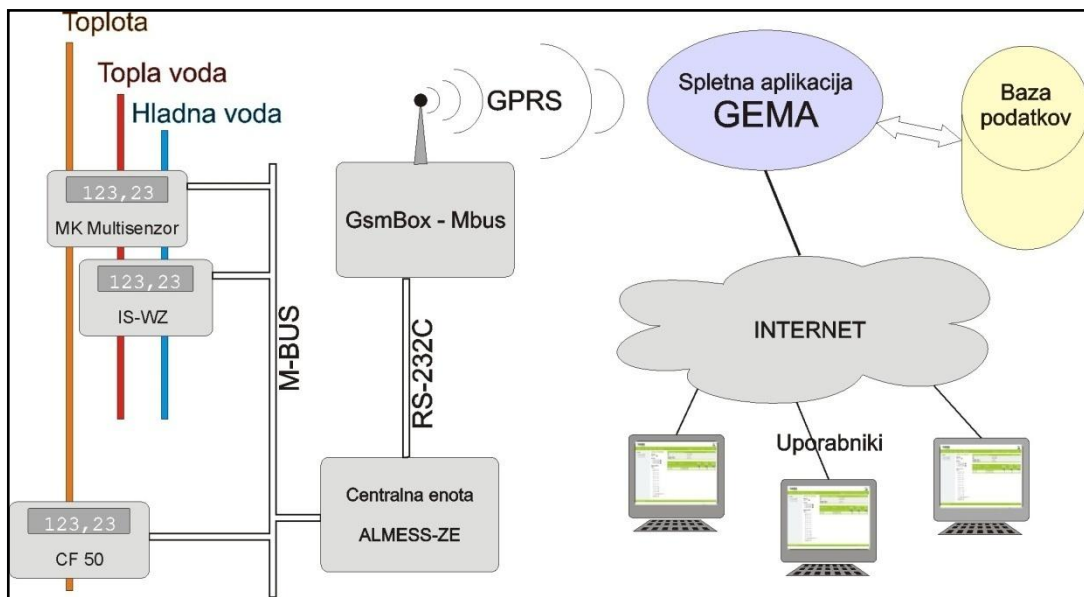 Toplota
Topla voda
Hladna voda
123,23
MK Multisenzor
123,23
IS-WZ
M-BUS
123,23
CF 50
GPRS
GsmBox - Mbus
RS-232C
Centralna enota
ALMESS-ZE
Spletna aplikacija
GEMA
Baza
podatkov
INTERNET
Uporabniki